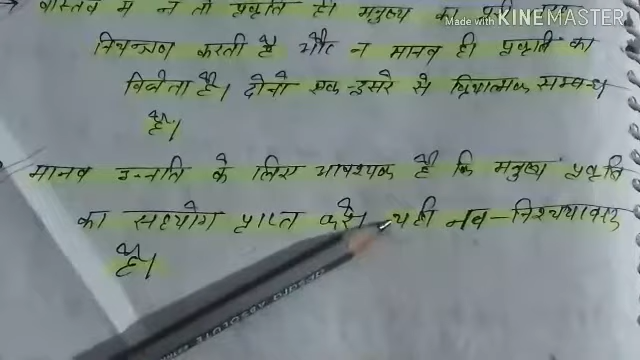 Made with KINEMASTER
वास्तव में न तो प्रकृति ही मनुष्य का पूरी तरह
नियन्त्रण करती है और न मानव ही प्रकृति का
विजेता है। दोनों एक-दूसरे से क्रियात्मक सम्बन्ध
है।
मानव उन्नति के लिए आवश्यक है कि मनुष्य प्रकृति
का सहयोग प्राप्त करे यही नव-निश्चयवाद
है।